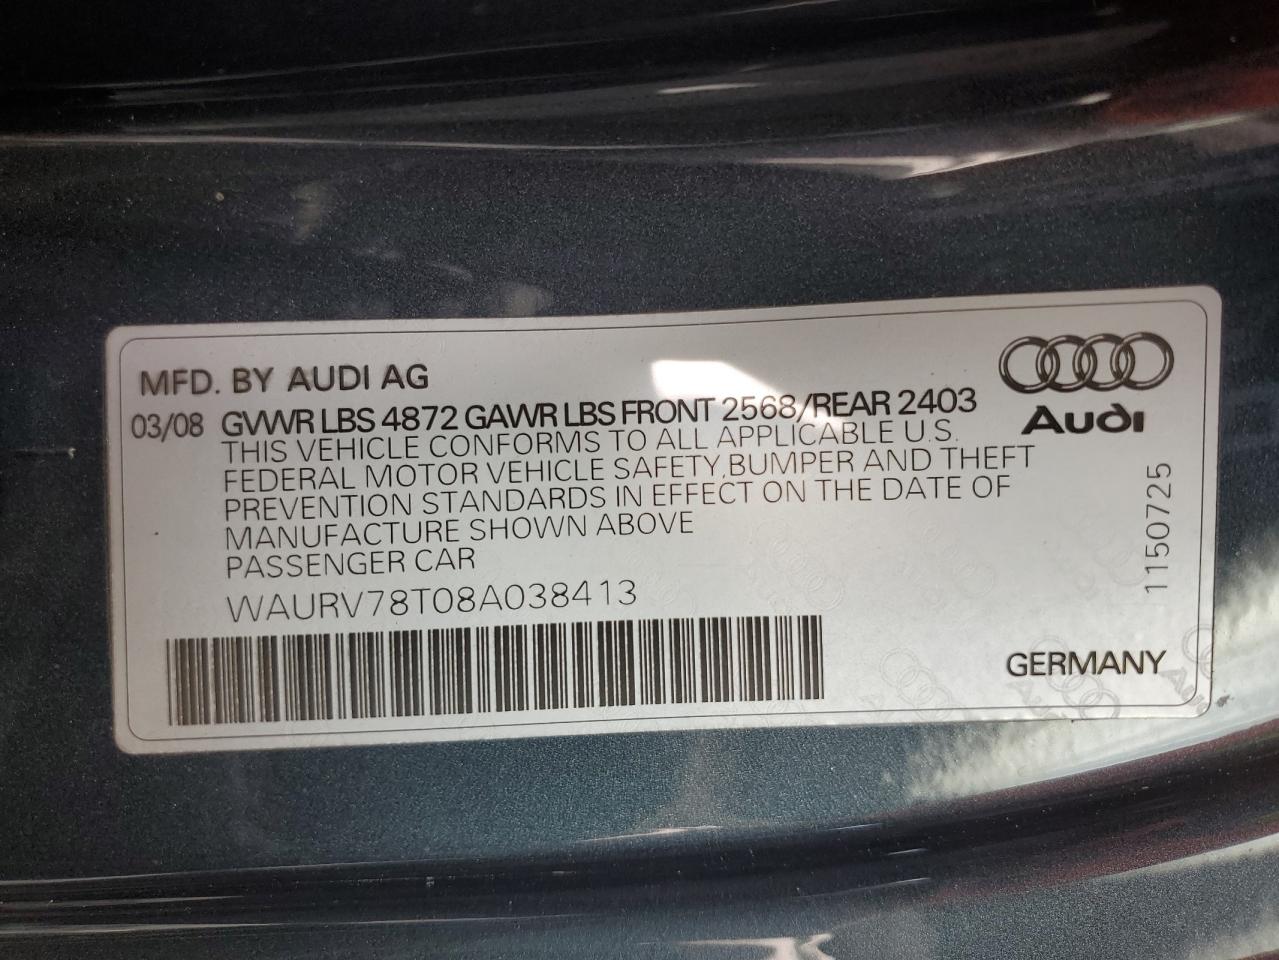 MFD. BY AUDI AG
03/08 GVWR LBS 4872 GAWR LBS FRONT 2568/REAR 2403
THIS VEHICLE CONFORMS TO ALL APPLICABLE U.S.
FEDERAL MOTOR VEHICLE SAFETY, BUMPER AND THEFT
PREVENTION STANDARDS IN EFFECT ON THE DATE OF
MANUFACTURE SHOWN ABOVE
PASSENGER CAR
WAURV78T08A038413
Audi
1150725
GERMANY